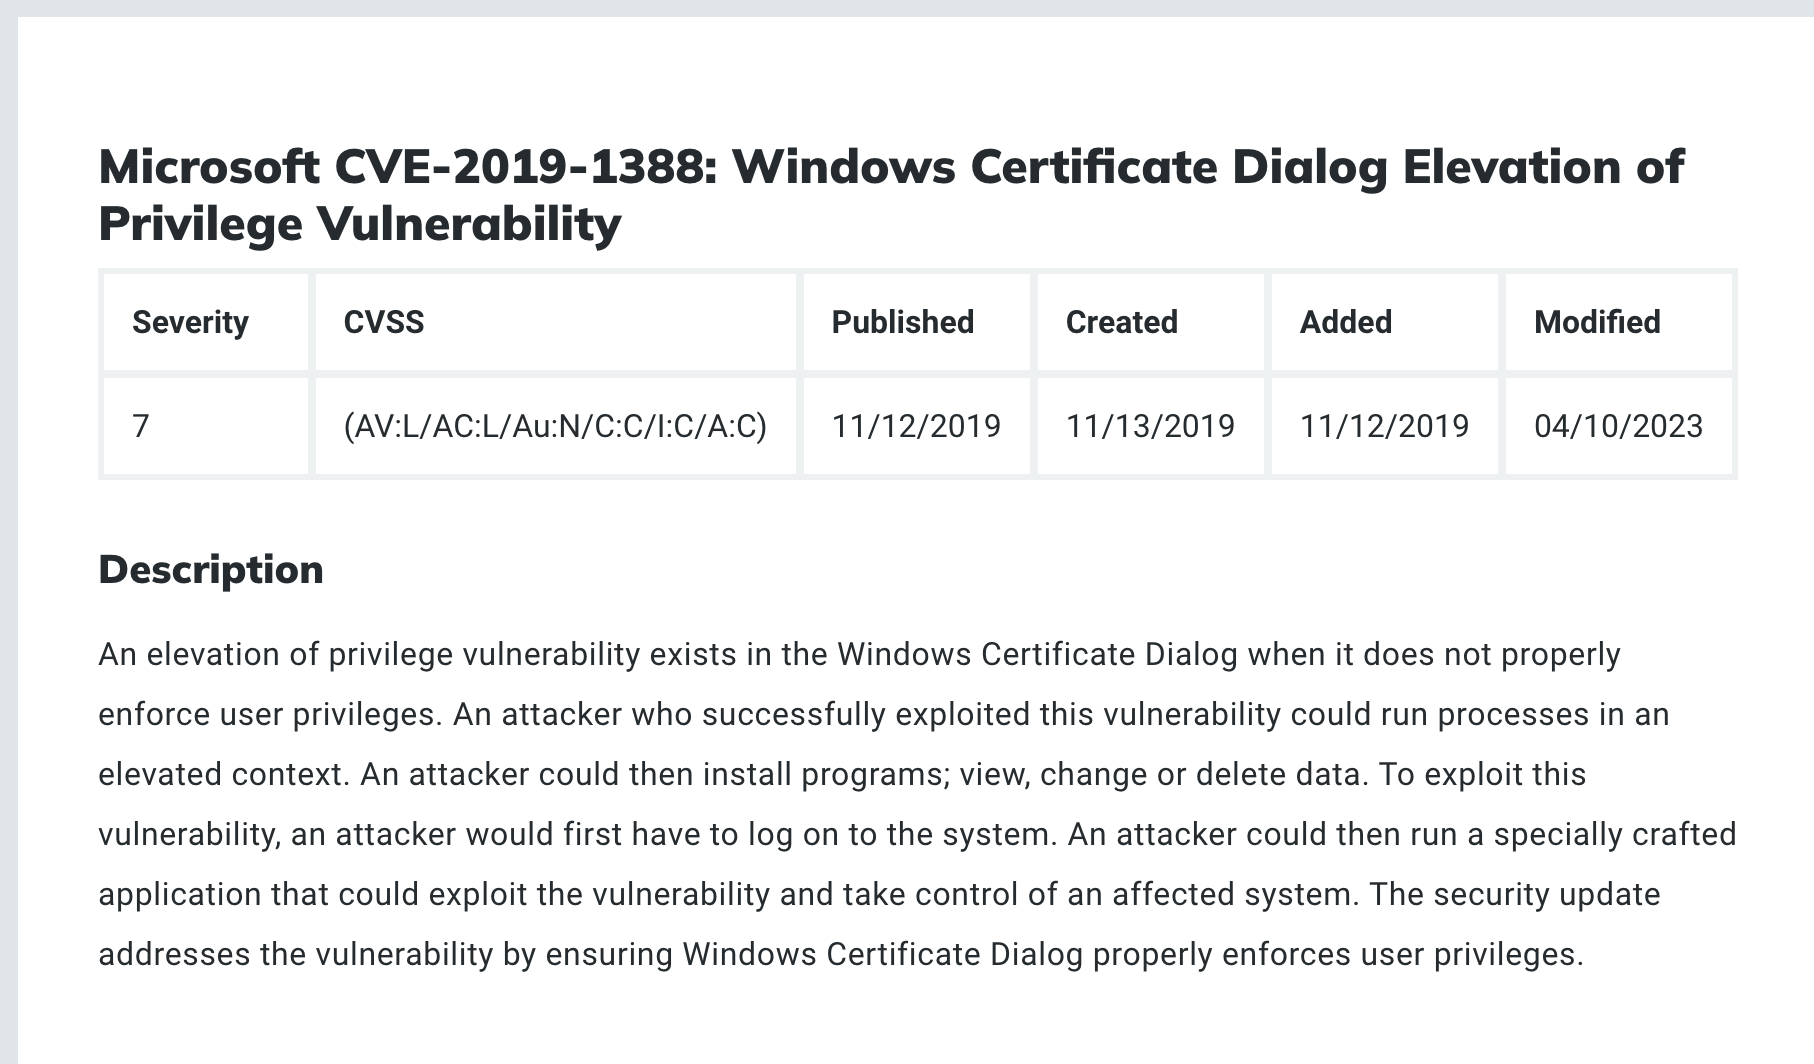 Microsoft CVE-2019-1388: Windows Certificate Dialog Elevation of
Privilege Vulnerability
Severity CVSS Published Created Added Modified
7 (AV:L/AC:L/Au:N/C:C/I:C/A:C) 11/12/2019 11/13/2019 11/12/2019 04/10/2023
Description
An elevation of privilege vulnerability exists in the Windows Certificate Dialog when it does not properly
enforce user privileges. An attacker who successfully exploited this vulnerability could run processes in an
elevated context. An attacker could then install programs; view, change or delete data. To exploit this
vulnerability, an attacker would first have to log on to the system. An attacker could then run a specially crafted
application that could exploit the vulnerability and take control of an affected system. The security update
addresses the vulnerability by ensuring Windows Certificate Dialog properly enforces user privileges.